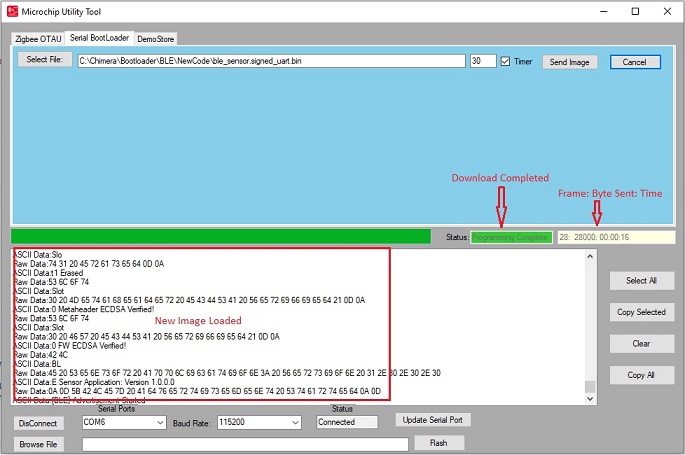 Microchip Utility Tool
Zigbee OTAU Serial BootLoader DemoStore
Select File: C:\Chimera\Bootloader\BLE\NewCode\ble_sensor.signed_uart.bin 30 Timer Send Image Cancel
Download Completed
Frame: Byte Sent: Time
Status: Programming Complete 28: 28000: 00:00:16
ASCII Data:Slo
Raw Data:74 31 20 45 72 61 73 65 64 0D 0A
ASCII Data:t1 Erased
Raw Data:53 6C 6F 74
ASCII Data:Slot
Raw Data:30 20 4D 65 74 61 68 65 61 64 65 72 20 45 43 44 53 41 20 56 65 72 69 66 69 65 64 21 0D 0A
ASCII Data:0 Metaheader ECDSA Verified!
Raw Data:53 6C 6F 74
ASCII Data:Slot
New Image Loaded
Raw Data:30 20 46 57 20 45 43 44 53 41 20 56 65 72 69 66 69 65 64 21 0D 0A
ASCII Data:0 FW ECDSA Verified!
Raw Data:42 4C
ASCII Data:BL
Raw Data:45 20 53 65 6E 73 6F 72 20 41 70 70 6C 69 63 61 74 69 6F 6E 3A 20 56 65 72 73 69 6F 6E 20 31 2E 30 2E 30 2E 30
ASCII Data:E Sensor Application: Version 1.0.0.0
Raw Data:0A 0D 5B 42 4C 45 7D 20 41 64 76 65 72 74 69 73 65 6D 65 6E 74 20 53 74 61 72 74 65 64 0A 0D
ASCII Data:[BLE} Advertisement Started
Select All
Copy Selected
Clear
Copy All
Serial Ports Status
DisConnect COM6 Baud Rate: 115200 Connected Update Serial Port
Browse File Flash